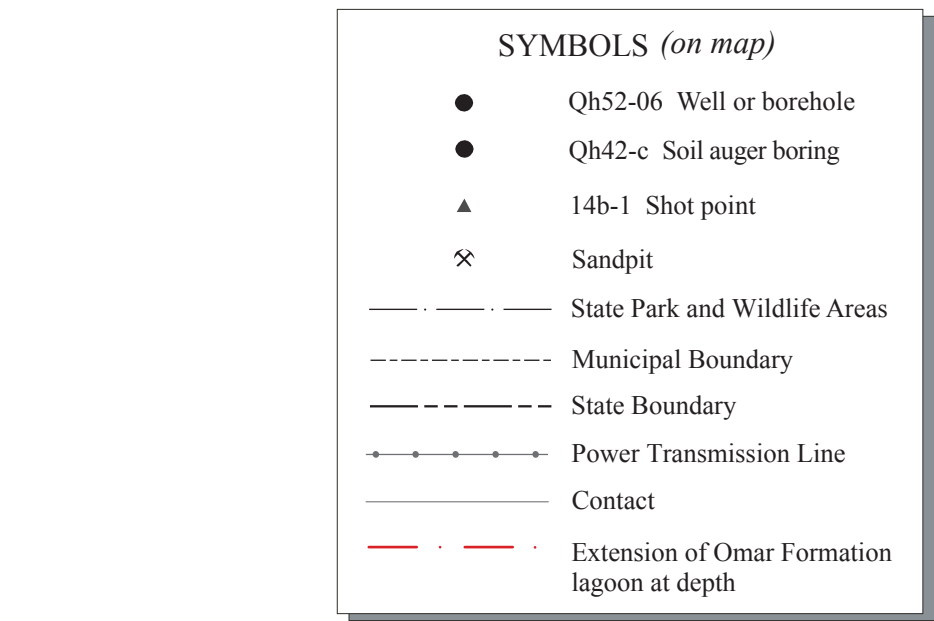 SYMBOLS (on map)
Qh52-06 Well or borehole
Qh42-c Soil auger boring
14b-1 Shot point
Sandpit
State Park and Wildlife Areas
Municipal Boundary
State Boundary
Power Transmission Line
Contact
Extension of Omar Formation
lagoon at depth